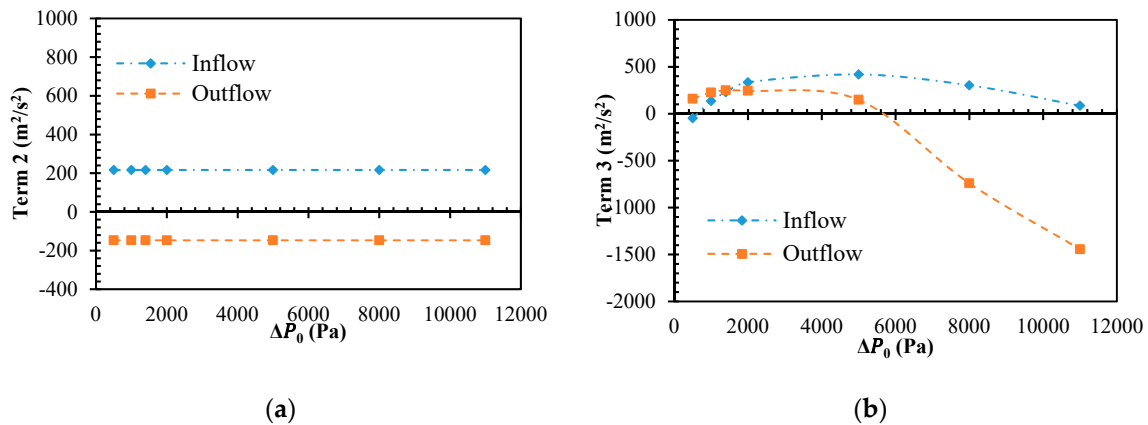 1000
800
600
400
200
0
-200
-400
Term 2 (m²/s²)
Inflow
Outflow
0 2000 4000 6000 8000 10000 12000
ΔP₀ (Pa)
(a)
1000
500
0
-500
-1000
-1500
-2000
Term 3 (m²/s²)
Inflow
Outflow
0 2000 4000 6000 8000 10000 12000
ΔP₀ (Pa)
(b)